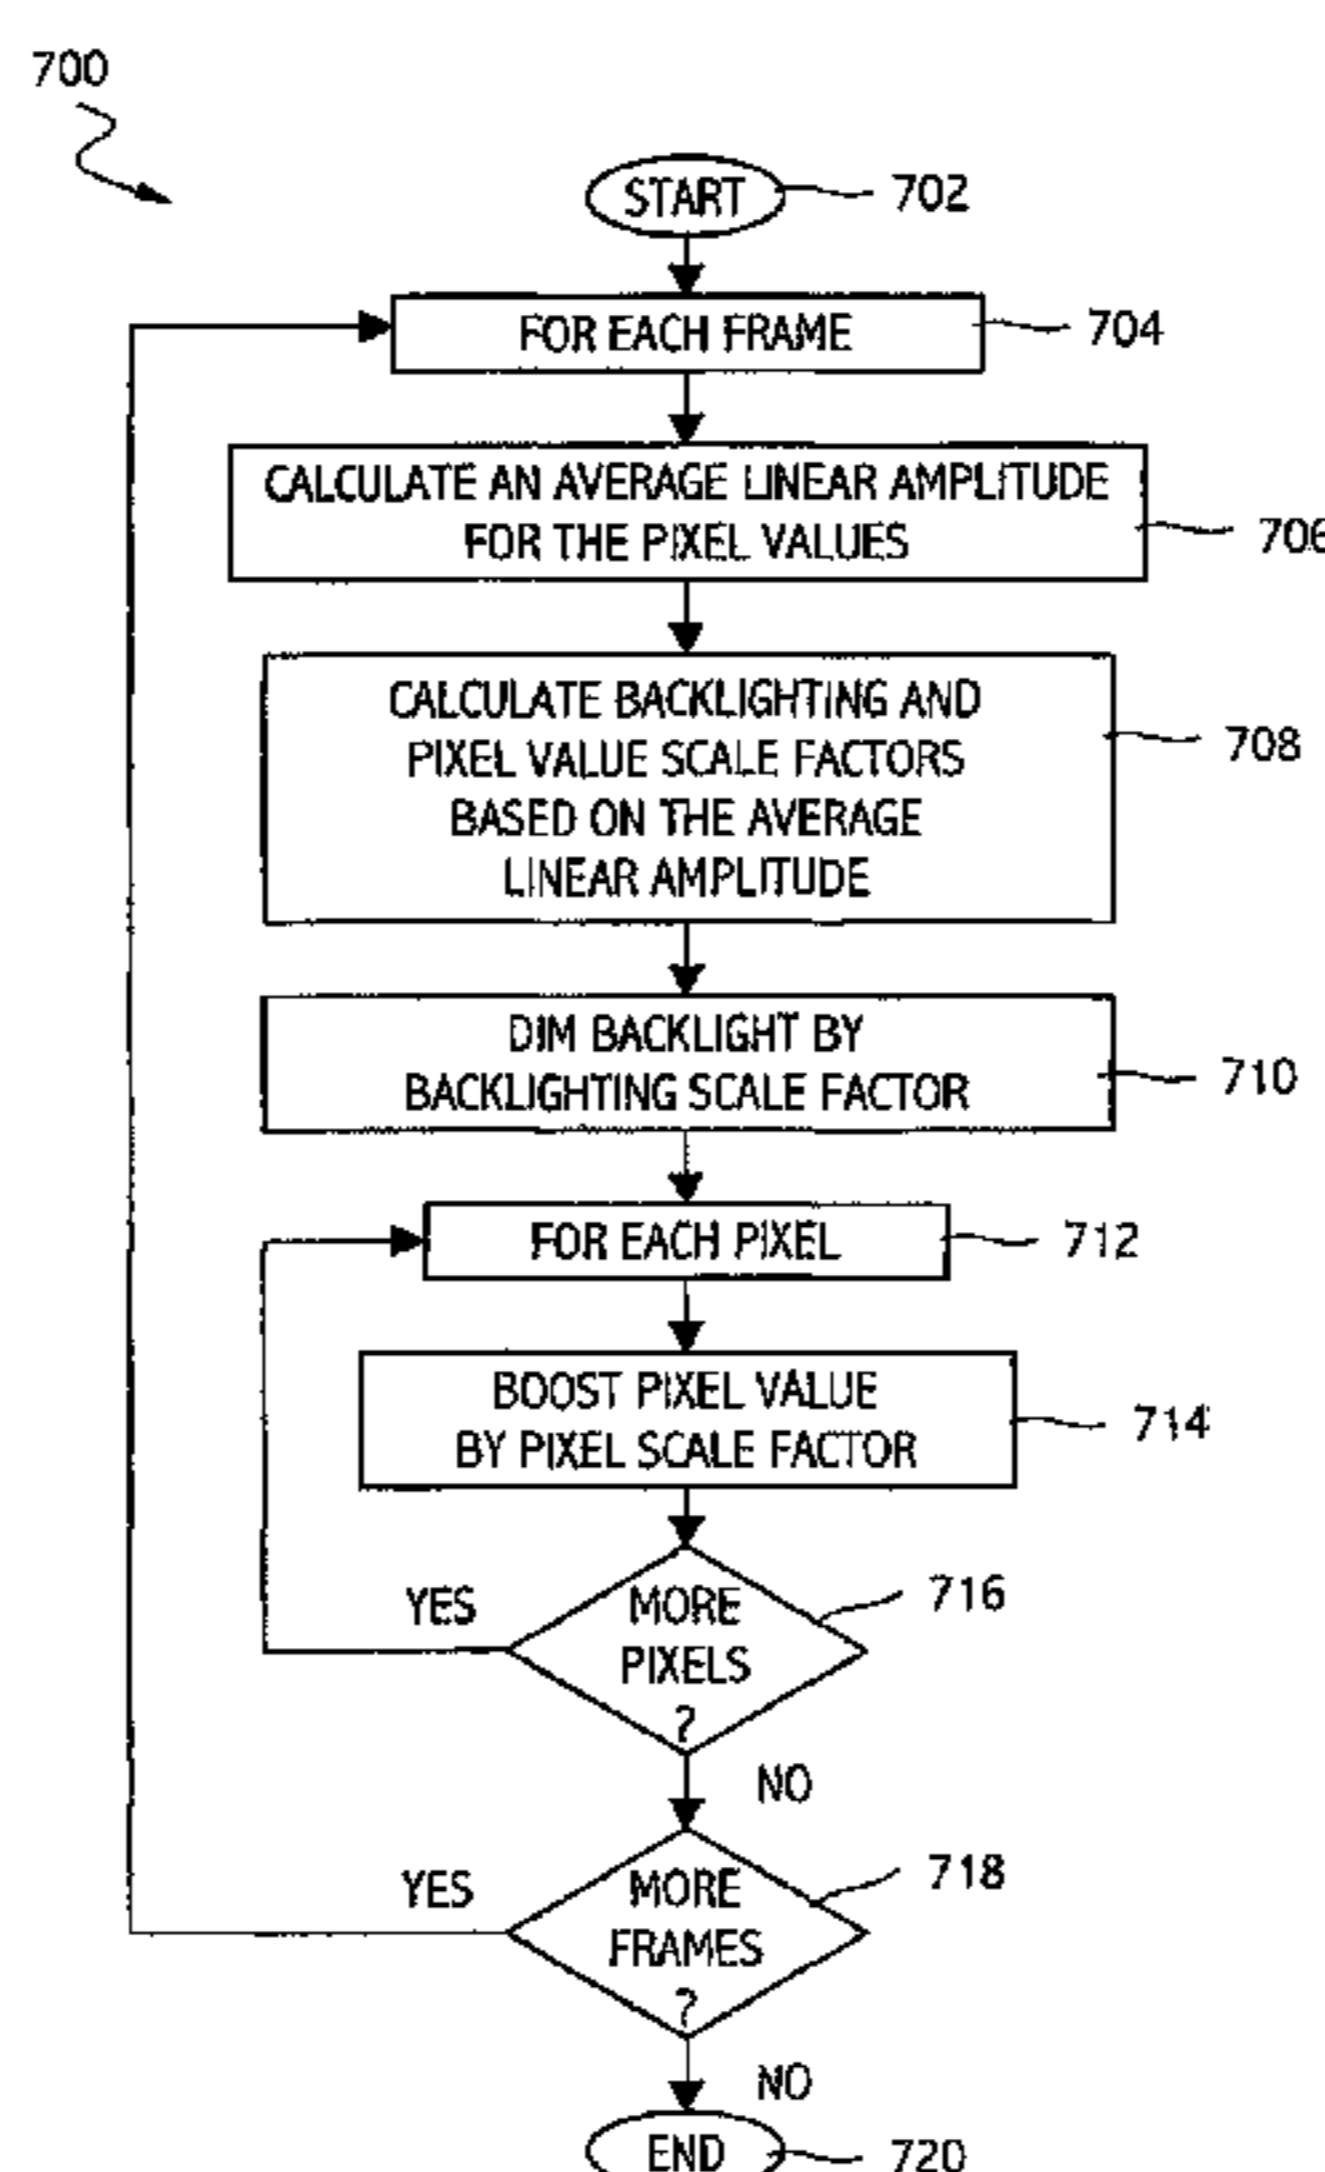 700
START
702
FOR EACH FRAME
704
CALCULATE AN AVERAGE LINEAR AMPLITUDE
FOR THE PIXEL VALUES
706
CALCULATE BACKLIGHTING AND
PIXEL VALUE SCALE FACTORS
BASED ON THE AVERAGE
LINEAR AMPLITUDE
708
DIM BACKLIGHT BY
BACKLIGHTING SCALE FACTOR
710
FOR EACH PIXEL
712
BOOST PIXEL VALUE
BY PIXEL SCALE FACTOR
714
YES
MORE
PIXELS
?
716
NO
YES
MORE
FRAMES
?
718
NO
END
720